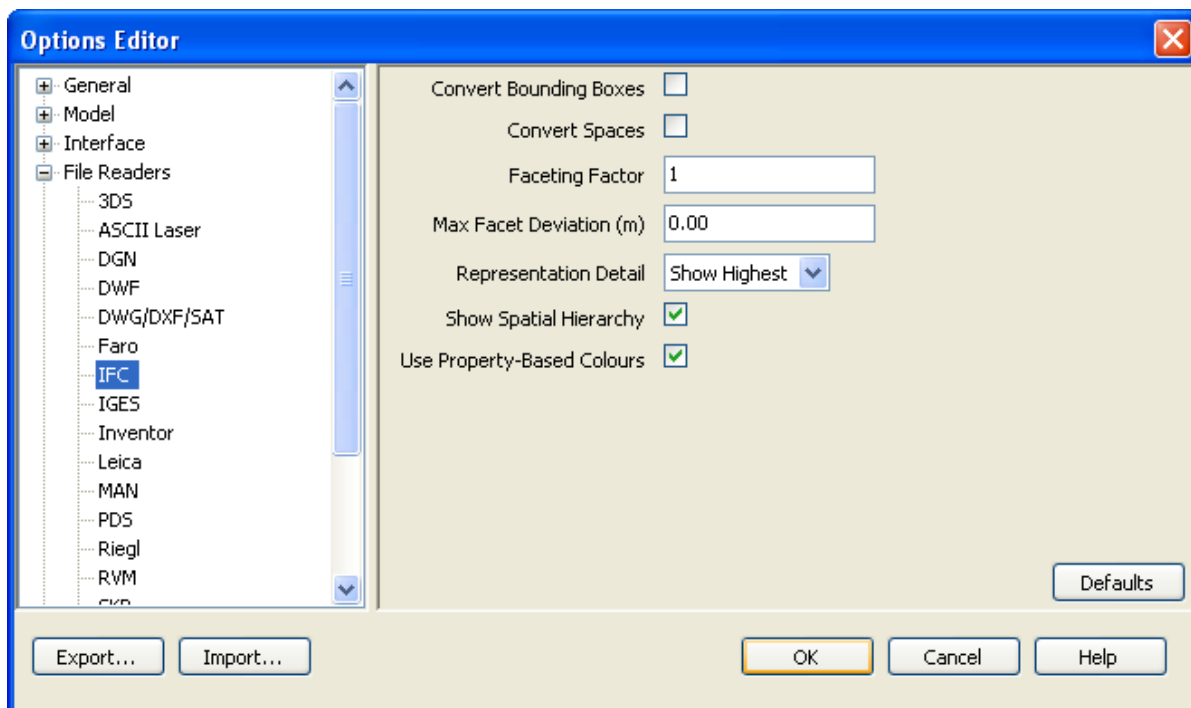 Options Editor
General
Model
Interface
File Readers
3DS
ASCII Laser
DGN
DWF
DWG/DXF/SAT
Faro
IFC
IGES
Inventor
Leica
MAN
PDS
Riegl
RVM
Convert Bounding Boxes
Convert Spaces
Faceting Factor 1
Max Facet Deviation (m) 0.00
Representation Detail Show Highest
Show Spatial Hierarchy
Use Property-Based Colours
Defaults
Export... Import... OK Cancel Help